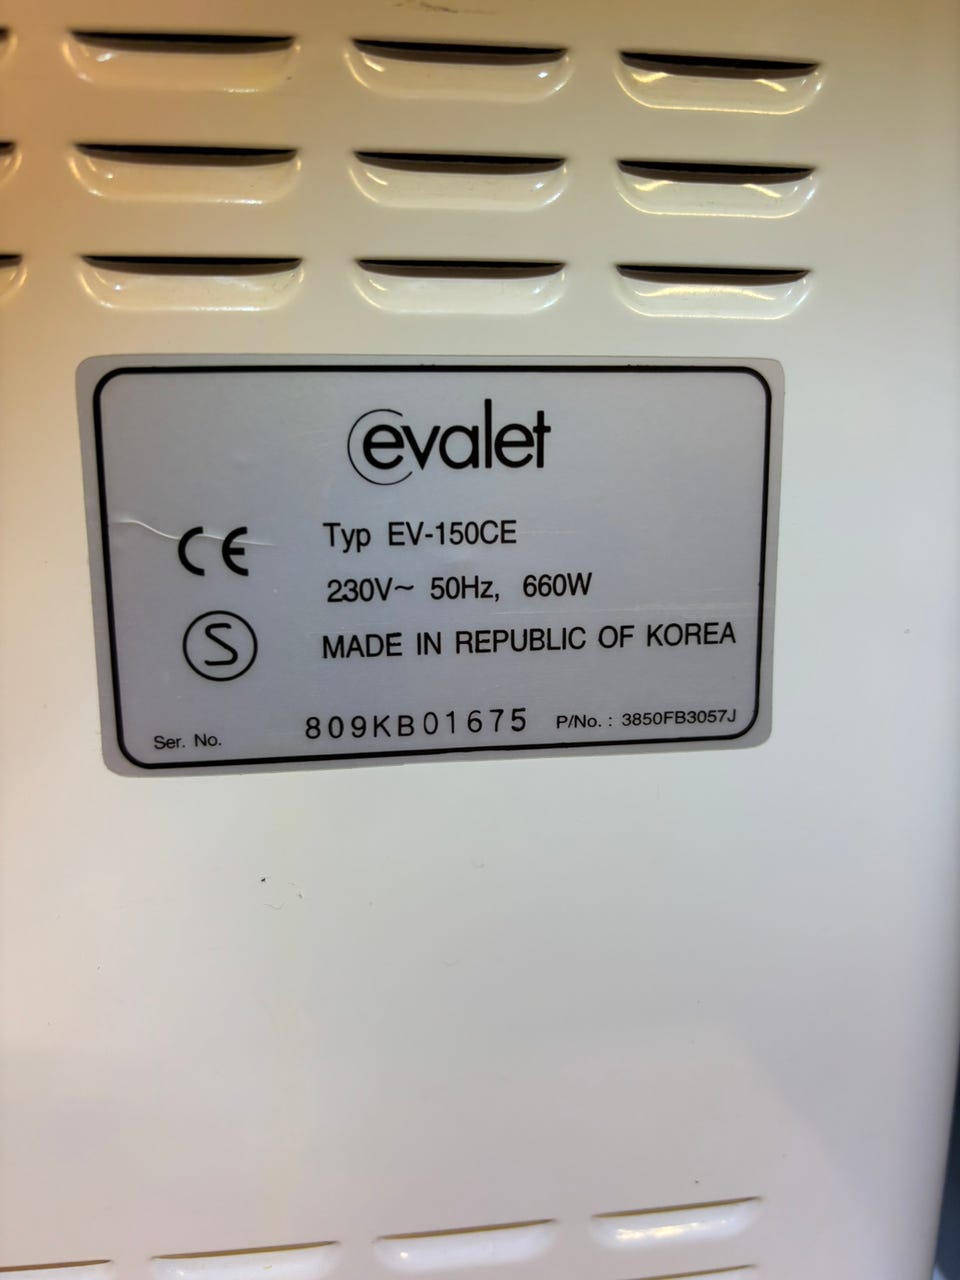 evalet
CE
Typ EV-150CE
230V~ 50Hz, 660W
S
MADE IN REPUBLIC OF KOREA
Ser. No. 809KB01675 P/No. : 3850FB3057J